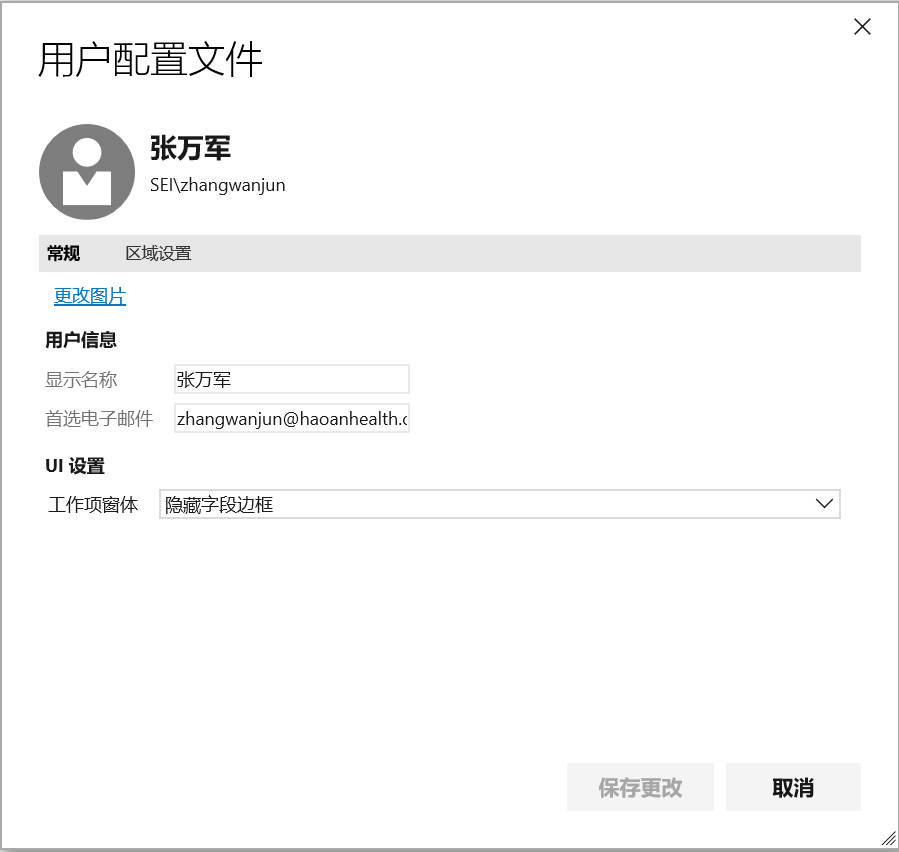 用户配置文件
张万军
SEI\zhangwanjun
常规 区域设置
更改图片
用户信息
显示名称 张万军
首选电子邮件 zhangwanjun@haoanhealth.c
UI 设置
工作项窗体 隐藏字段边框
保存更改 取消